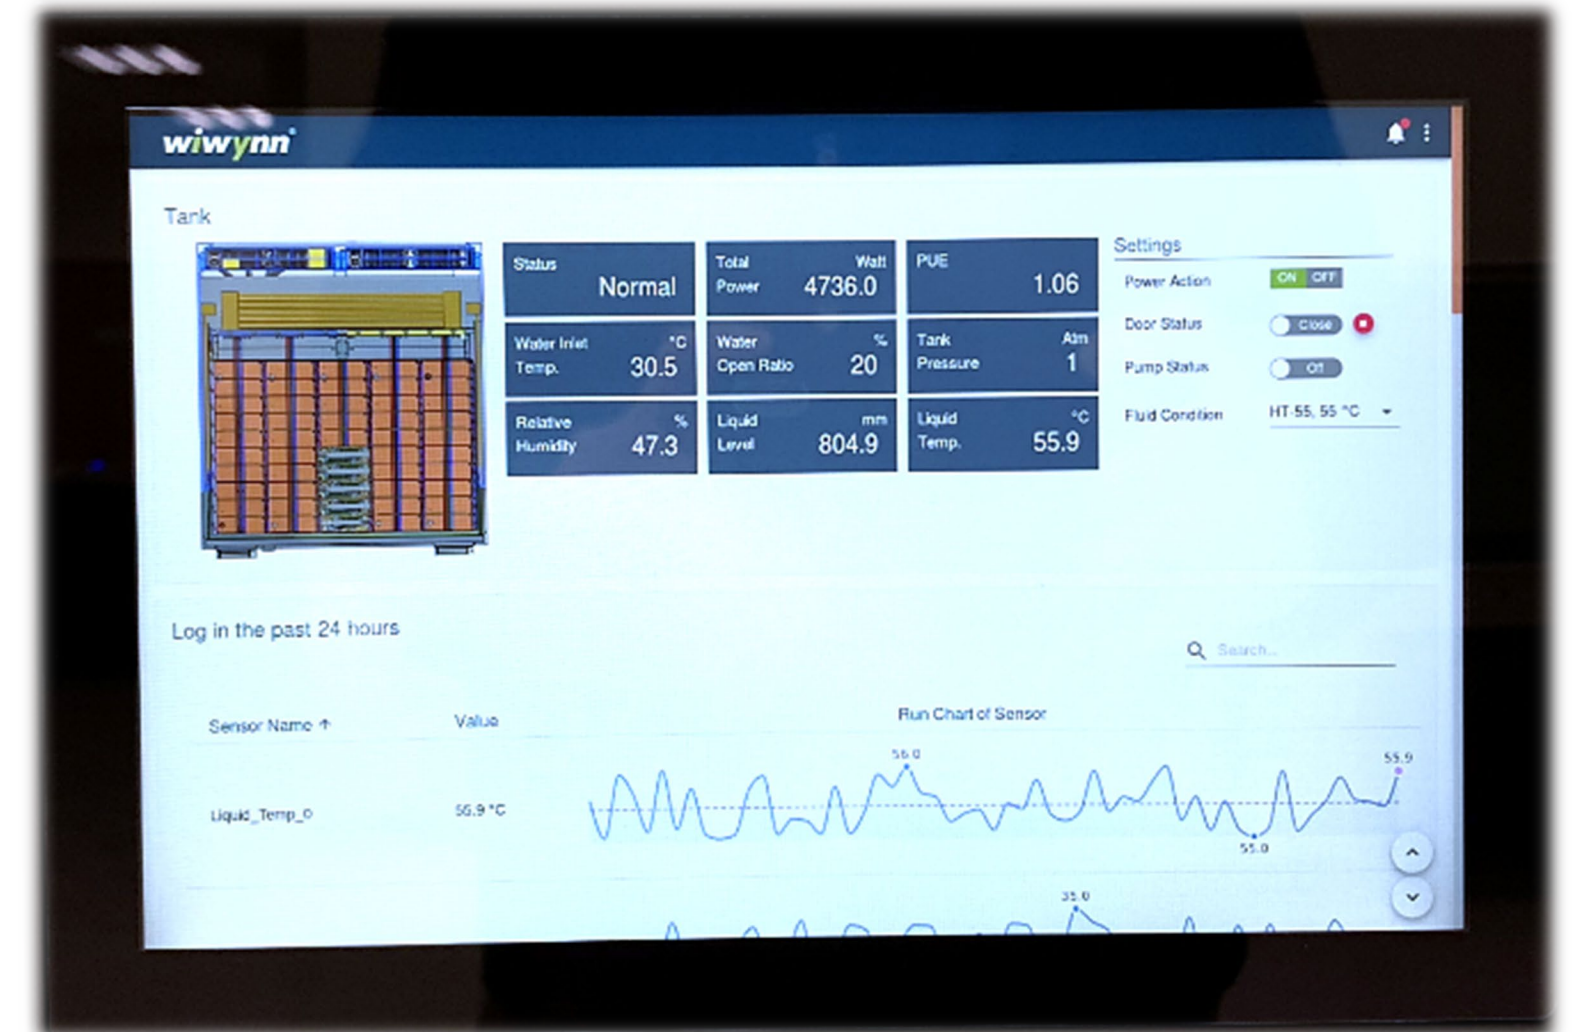 wiwynn
Tank
Status
Normal
Total Power
Watt
4736.0
PUE
1.06
Water Inlet Temp.
°C
30.5
Water Open Ratio
%
20
Tank Pressure
Atm
1
Relative Humidity
%
47.3
Liquid Level
mm
804.9
Liquid Temp.
°C
55.9
Settings
Power Action
ON OFF
Door Status
Close
Pump Status
Off
Fluid Condition
HT-55, 55 °C
Log in the past 24 hours
Search...
Sensor Name ↑
Value
Run Chart of Sensor
Liquid_Temp_0
55.9 °C
56.0
55.9
55.0
35.0